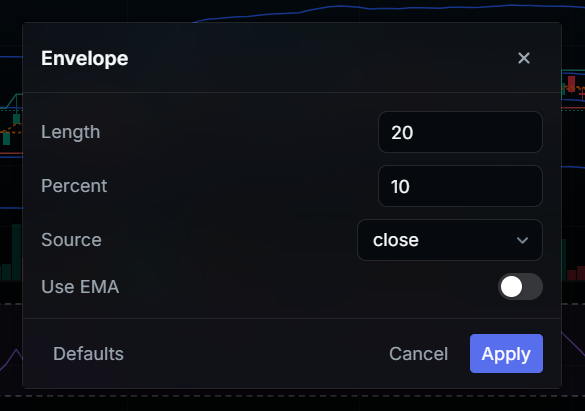 Envelope
Length 20
Percent 10
Source close
Use EMA
Defaults Cancel Apply